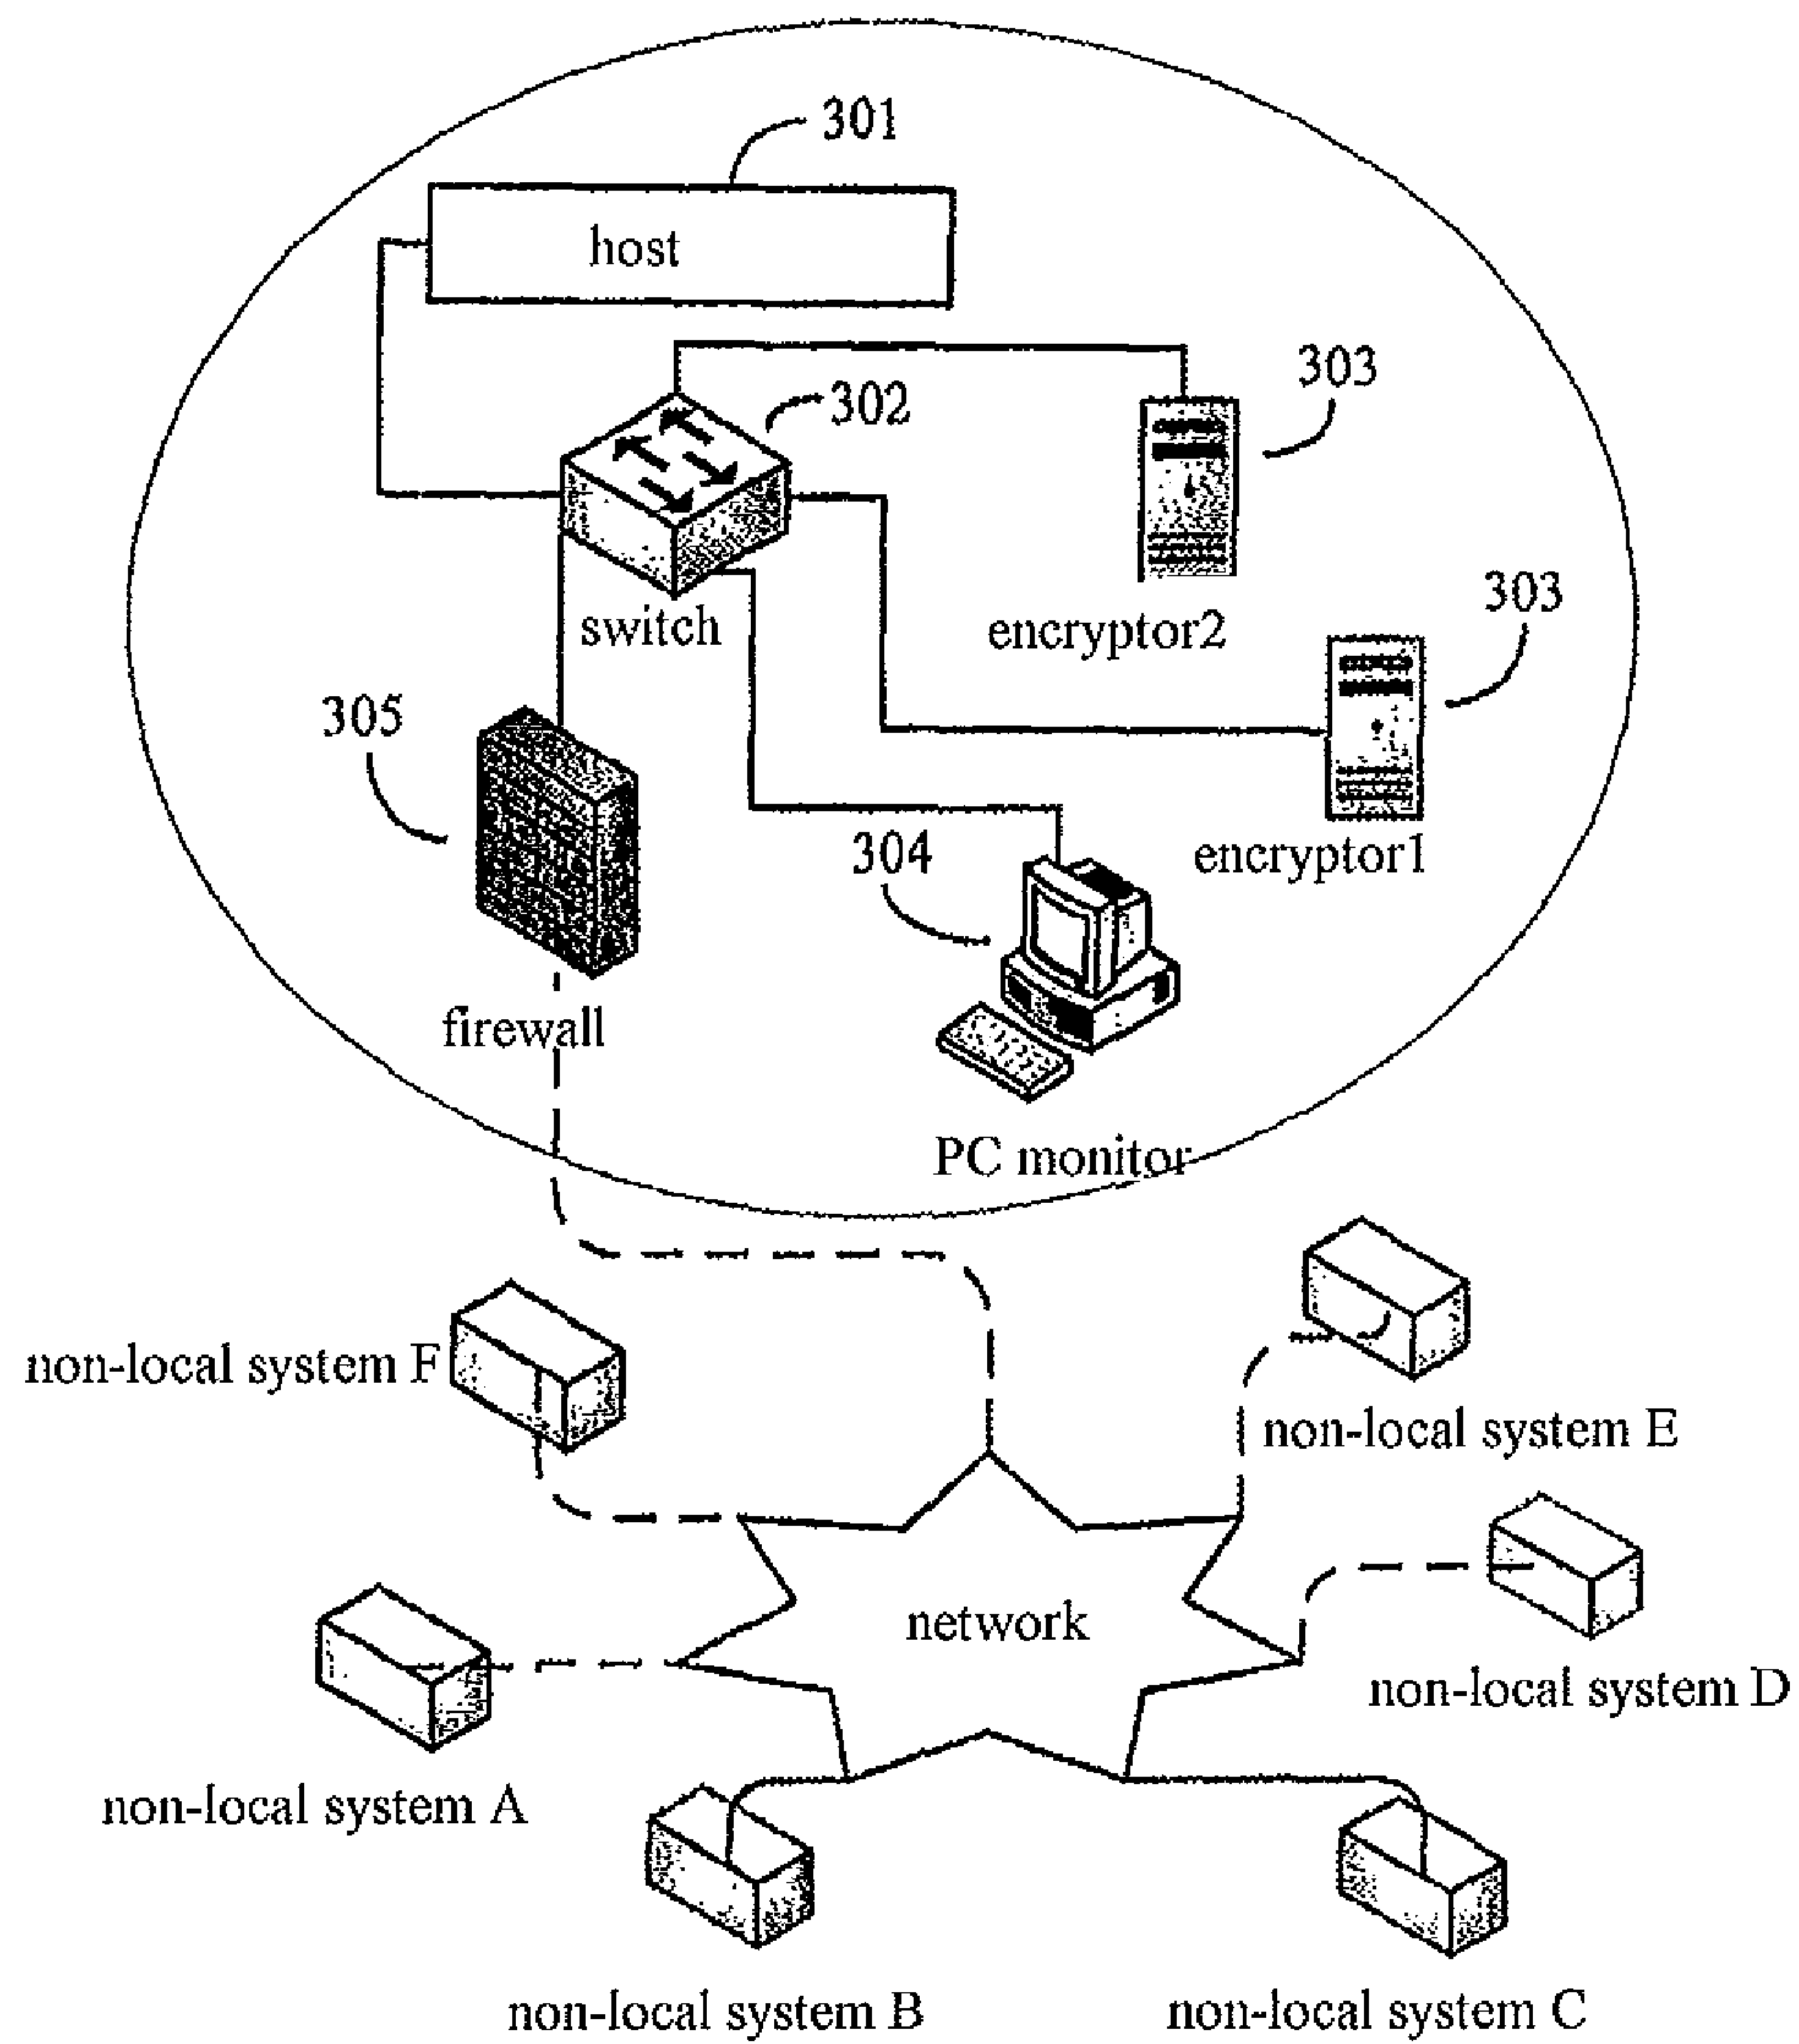 301
host
303
302
303
switch
encryptor2
305
304
encryptor1
firewall
PC monitor
non-local system F
non-local system E
network
non-local system D
non-local system A
non-local system B
non-local system C